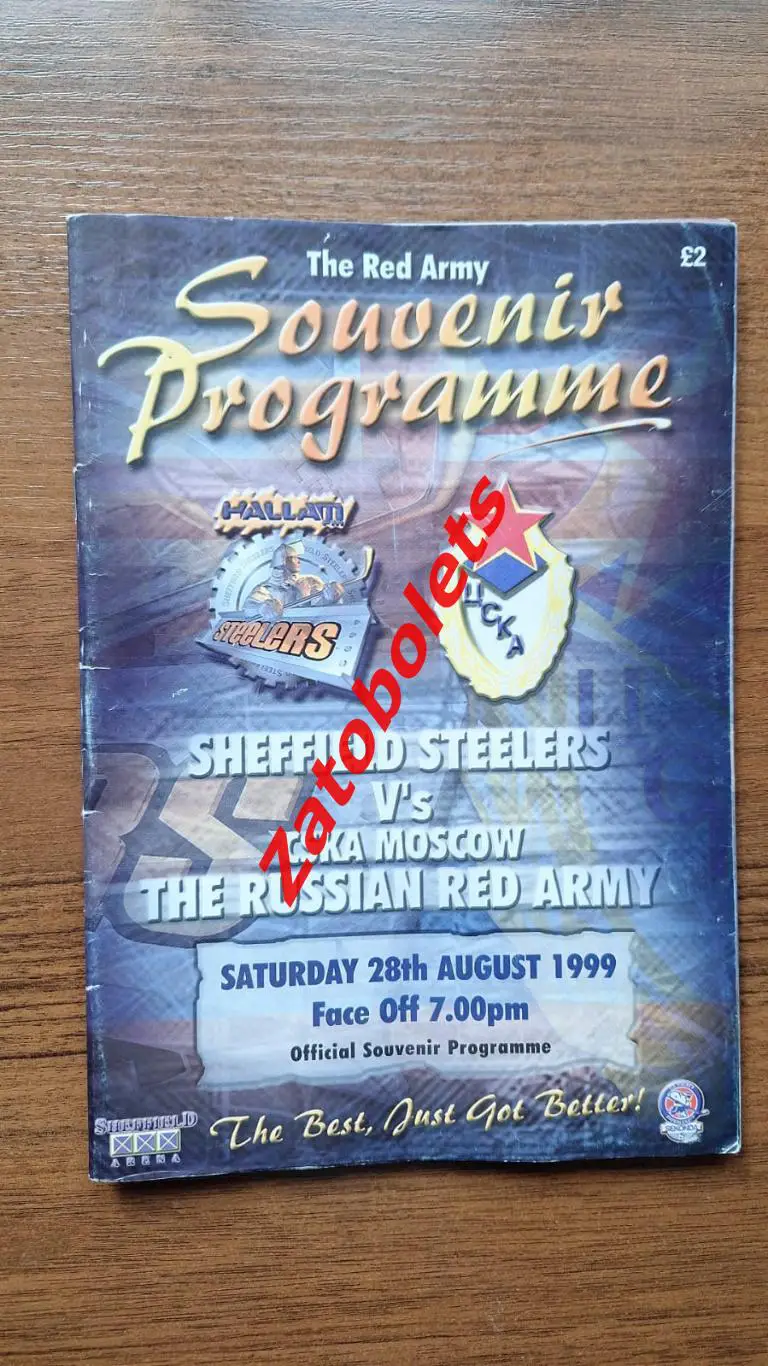 The Red Army
£2
Souvenir
Programme
HALLAM
STEELERS
ЦСКА
Zatobolets
SHEFFIELD STEELERS
V's
CSKA MOSCOW
THE RUSSIAN RED ARMY
SATURDAY 28th AUGUST 1999
Face Off 7.00pm
Official Souvenir Programme
SHEFFIELD
ARENA
The Best, Just Got Better!
SEKONDA